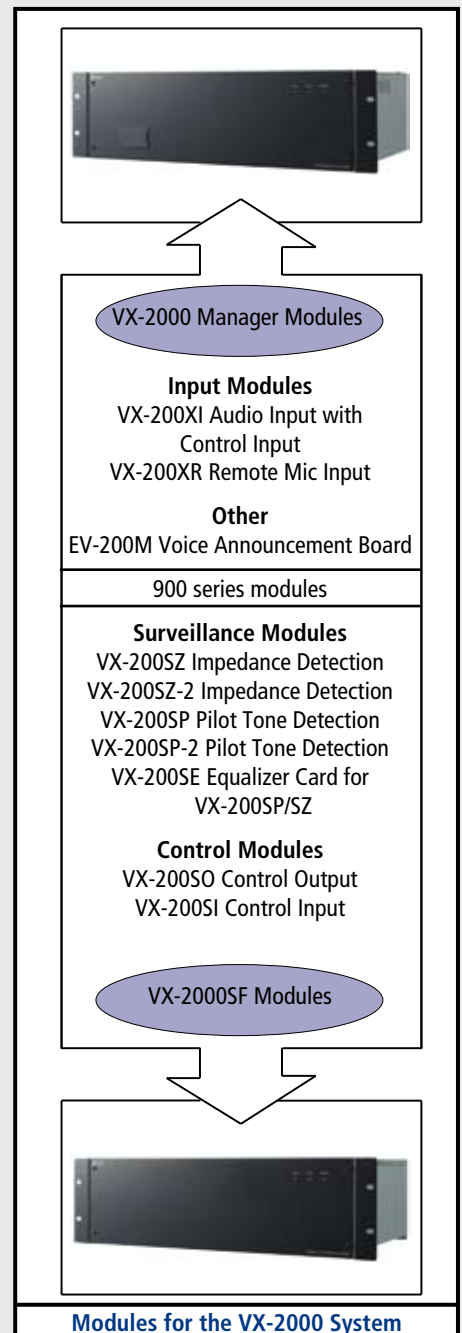 VX-2000 Manager Modules
Input Modules
VX-200XI Audio Input with
Control Input
VX-200XR Remote Mic Input
Other
EV-200M Voice Announcement Board
900 series modules
Surveillance Modules
VX-200SZ Impedance Detection
VX-200SZ-2 Impedance Detection
VX-200SP Pilot Tone Detection
VX-200SP-2 Pilot Tone Detection
VX-200SE Equalizer Card for
VX-200SP/SZ
Control Modules
VX-200SO Control Output
VX-200SI Control Input
VX-2000SF Modules
Modules for the VX-2000 System